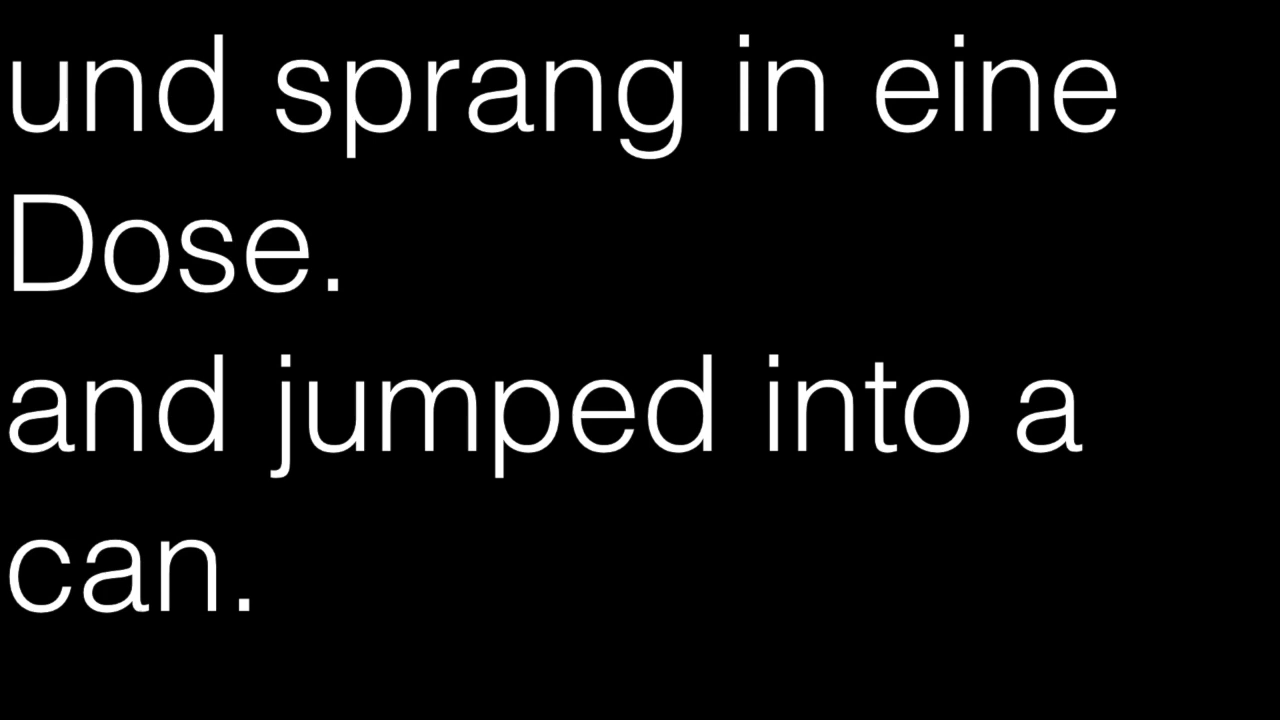 und sprang in eine
Dose.
and jumped into a
can.